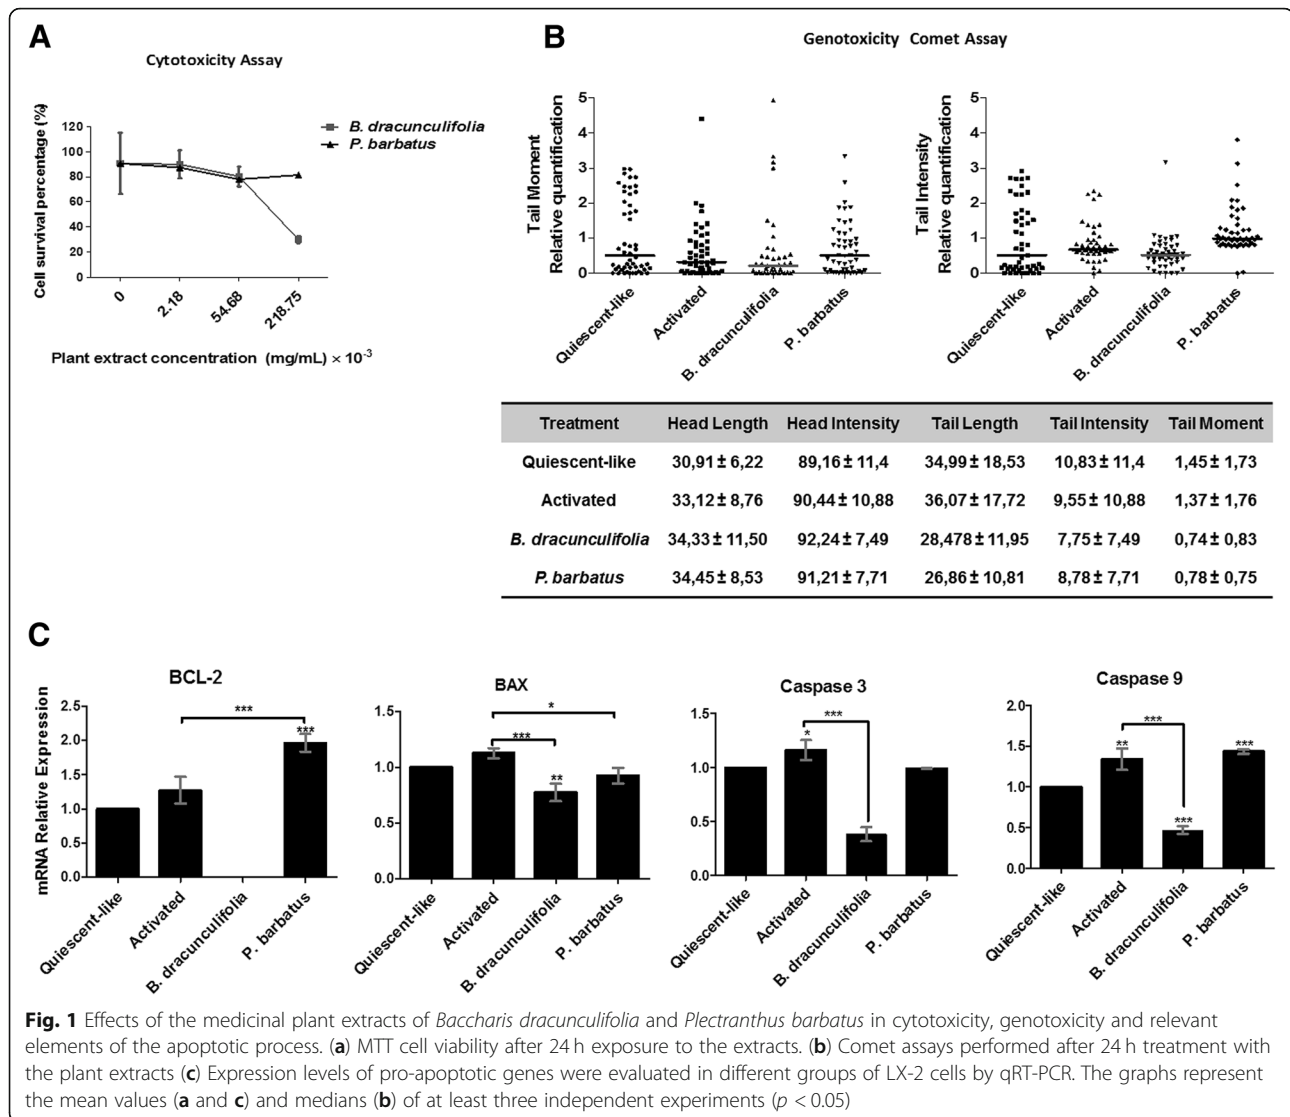 A
Cytotoxicity Assay
Cell survival percentage (%)
120
100
80
60
40
20
0
0
2.18
54.68
218.75
Plant extract concentration (mg/mL) × 10-3
B. dracunculifolia
P. barbatus
B
Genotoxicity Comet Assay
Tail Moment
Relative quantification
5
4
3
2
1
0
Quiescent-like
Activated
B. dracunculifolia
P. barbatus
Tail Intensity
Relative quantification
5
4
3
2
1
0
Quiescent-like
Activated
B. dracunculifolia
P. barbatus
Treatment Head Length Head Intensity Tail Length Tail Intensity Tail Moment
Quiescent-like 30,91 ± 6,22 89,16 ± 11,4 34,99 ± 18,53 10,83 ± 11,4 1,45 ± 1,73
Activated 33,12 ± 8,76 90,44 ± 10,88 36,07 ± 17,72 9,55 ± 10,88 1,37 ± 1,76
B. dracunculifolia 34,33 ± 11,50 92,24 ± 7,49 28,478 ± 11,95 7,75 ± 7,49 0,74 ± 0,83
P. barbatus 34,45 ± 8,53 91,21 ± 7,71 26,86 ± 10,81 8,78 ± 7,71 0,78 ± 0,75
C
mRNA Relative Expression
BCL-2
2.5
2.0
1.5
1.0
0.5
0.0
***
***
Quiescent-like
Activated
B. dracunculifolia
P. barbatus
BAX
1.5
1.0
0.5
0.0
*
***
**
Quiescent-like
Activated
B. dracunculifolia
P. barbatus
Caspase 3
1.5
1.0
0.5
0.0
***
*
Quiescent-like
Activated
B. dracunculifolia
P. barbatus
Caspase 9
2.0
1.5
1.0
0.5
0.0
***
**
***
***
Quiescent-like
Activated
B. dracunculifolia
P. barbatus
Fig. 1 Effects of the medicinal plant extracts of Baccharis dracunculifolia and Plectranthus barbatus in cytotoxicity, genotoxicity and relevant
elements of the apoptotic process. (a) MTT cell viability after 24 h exposure to the extracts. (b) Comet assays performed after 24 h treatment with
the plant extracts (c) Expression levels of pro-apoptotic genes were evaluated in different groups of LX-2 cells by qRT-PCR. The graphs represent
the mean values (a and c) and medians (b) of at least three independent experiments (p < 0.05)